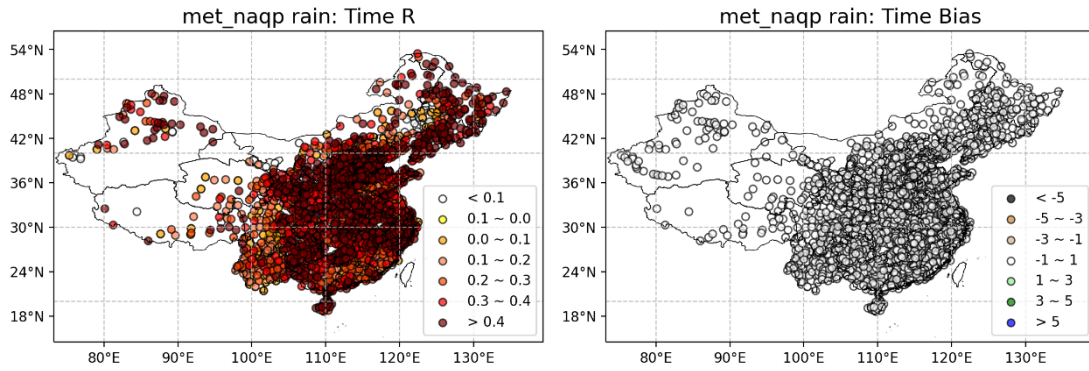 met_naqp rain: Time R
54°N
48°N
42°N
36°N
30°N
24°N
18°N
80°E
90°E
100°E
110°E
120°E
130°E
< 0.1
0.1 ~ 0.0
0.0 ~ 0.1
0.1 ~ 0.2
0.2 ~ 0.3
0.3 ~ 0.4
> 0.4
met_naqp rain: Time Bias
54°N
48°N
42°N
36°N
30°N
24°N
18°N
80°E
90°E
100°E
110°E
120°E
130°E
< -5
-5 ~ -3
-3 ~ -1
-1 ~ 1
1 ~ 3
3 ~ 5
> 5